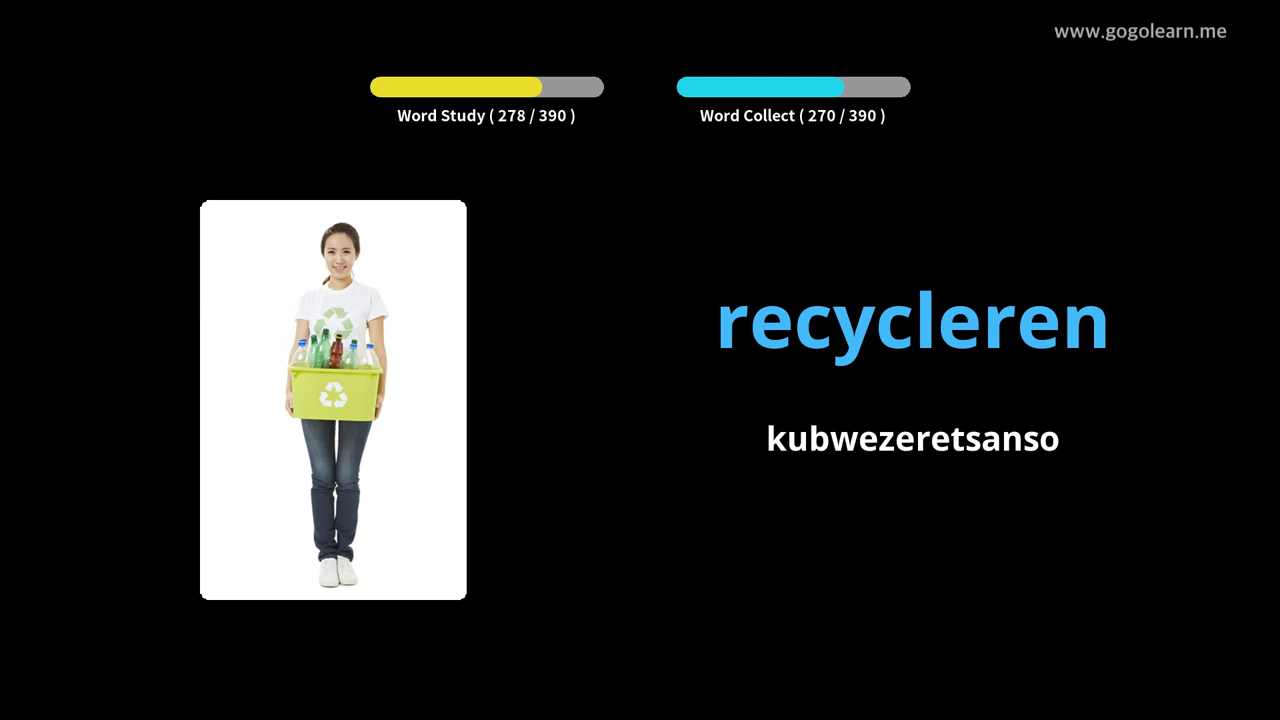 www.gogolearn.me
Word Study ( 278 / 390 )
Word Collect ( 270 / 390 )
recycleren
kubwezeretsanso